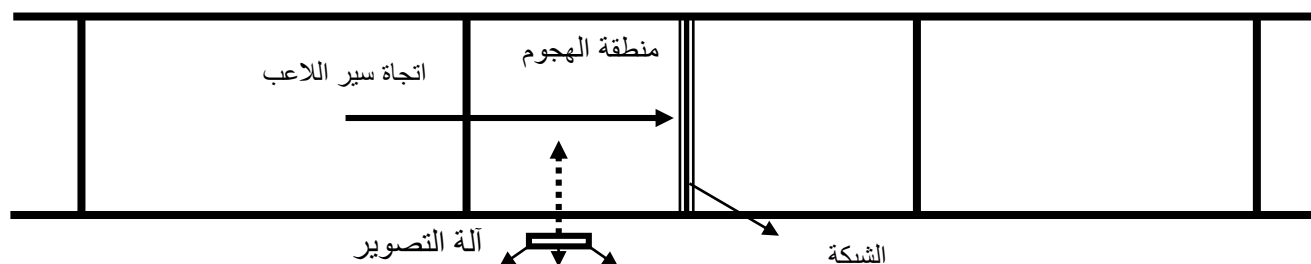 منطقة الهجوم
اتجاة سير اللاعب
آلة التصوير
الشبكة